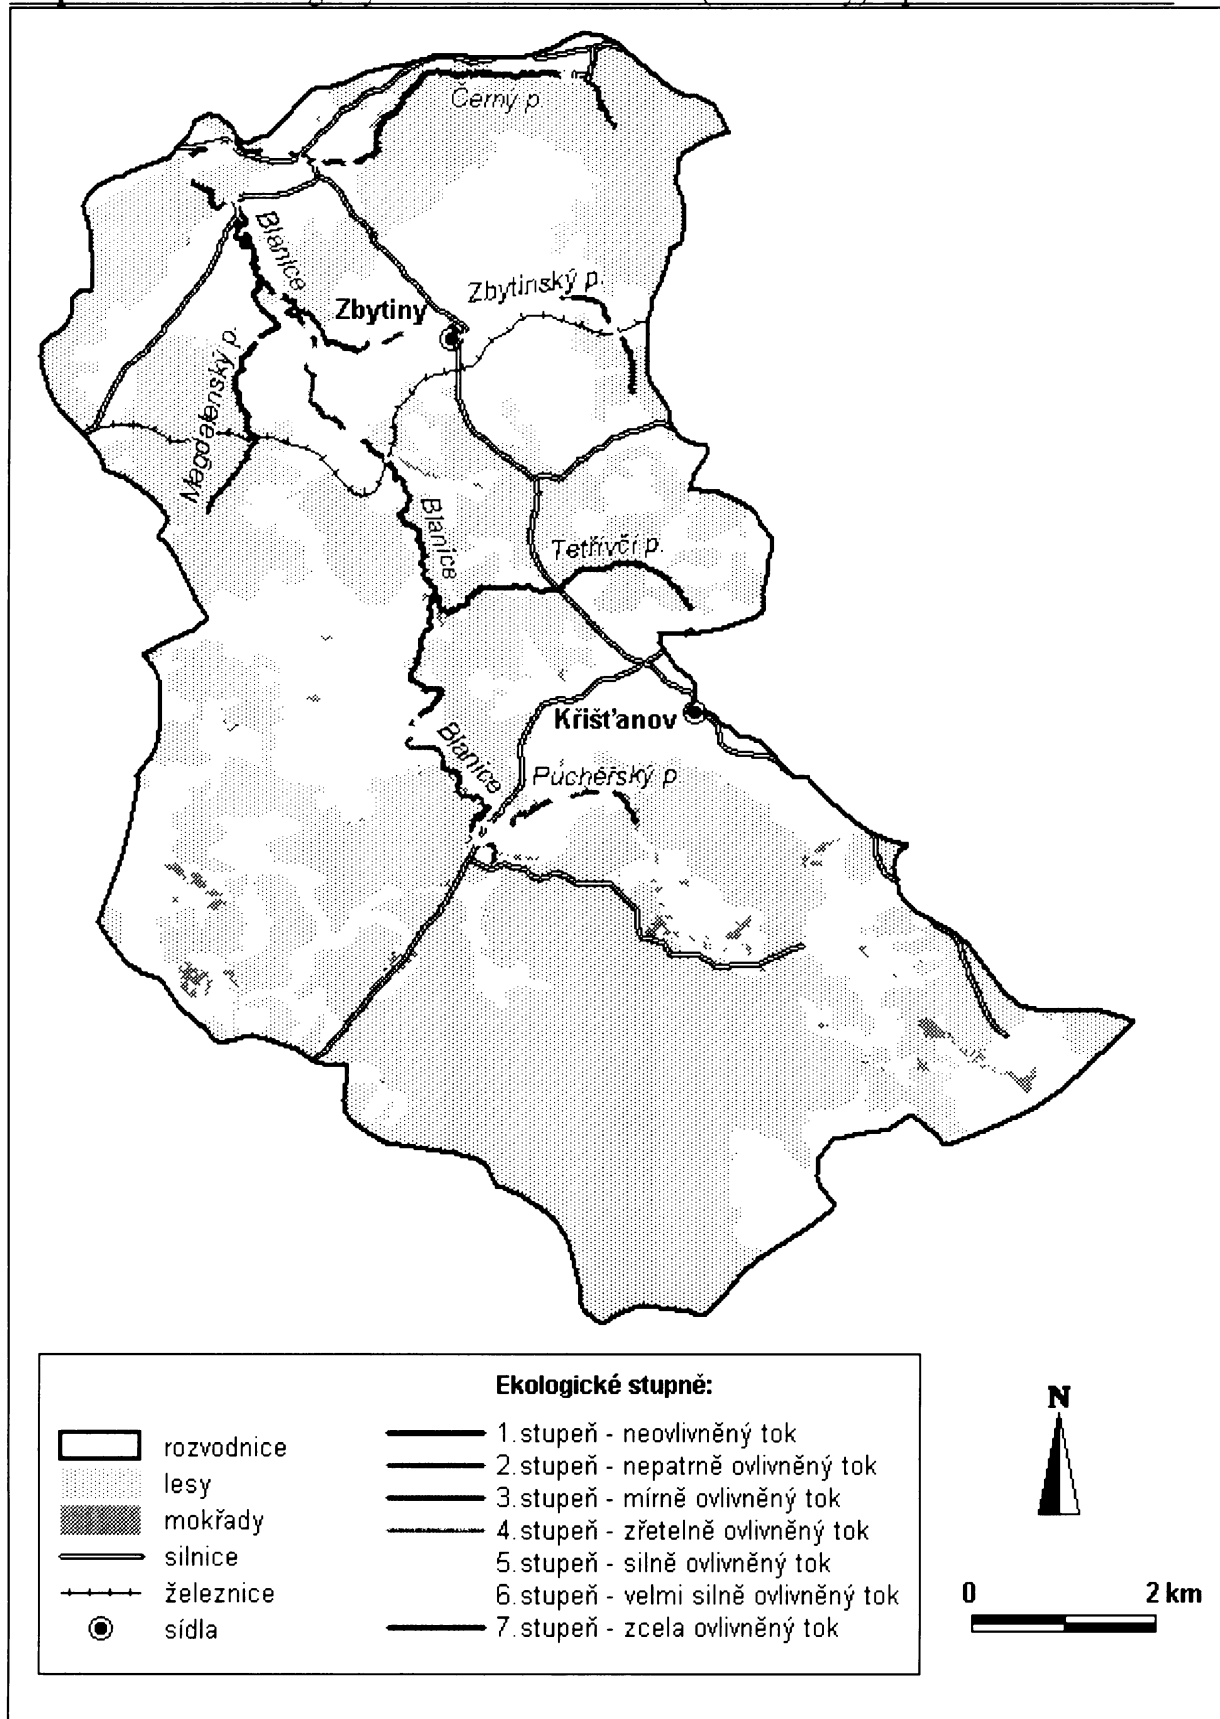 Černý p.
Blanice
Zbytinský p.
Zbytiny
Magdalenský p.
Blanice
Tetřívčí p.
Křišťanov
Blanice
Puchéřský p
Ekologické stupně:
rozvodnice
lesy
mokřady
silnice
železnice
sídla
1.stupeň - neovlivněný tok
2.stupeň - nepatrně ovlivněný tok
3.stupeň - mírně ovlivněný tok
4.stupeň - zřetelně ovlivněný tok
5.stupeň - silně ovlivněný tok
6.stupeň - velmi silně ovlivněný tok
7.stupeň - zcela ovlivněný tok
N
0 2 km